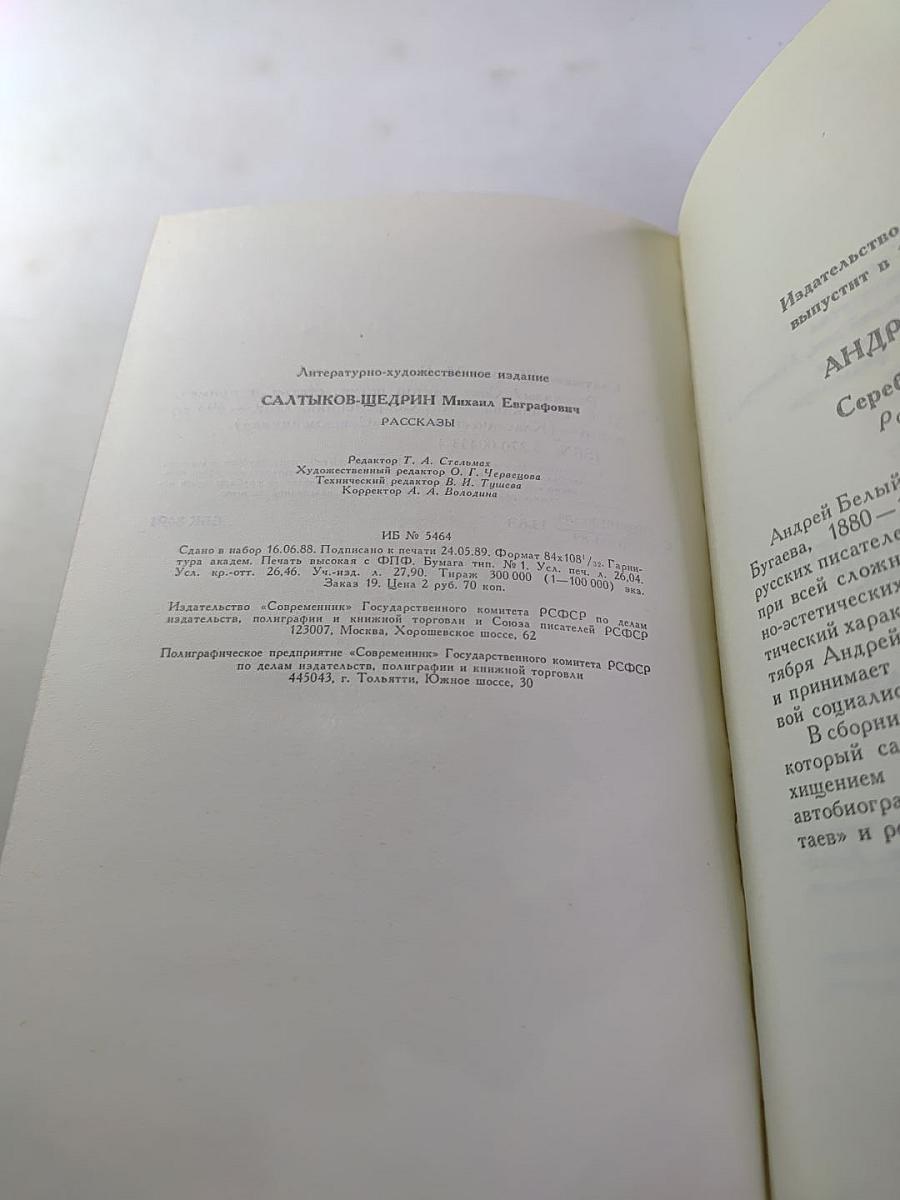 Литературно-художественное издание
САЛТЫКОВ-ЩЕДРИН Михаил Евграфович
РАССКАЗЫ
Редактор Т. А. Стельмах
Художественный редактор О. Г. Червецова
Технический редактор В. И. Тушева
Корректор А. А. Володина
ИБ № 5464
Сдано в набор 16.06.88. Подписано к печати 24.05.89. Формат 84х108¹/₃₂. Гарни-
тура академ. Печать высокая с ФПФ. Бумага тип. № 1. Усл. печ. л. 26,04.
Усл. кр.-отт. 26,46. Уч.-изд. л. 27,90. Тираж 300 000 (1—100 000) экз.
Заказ 19. Цена 2 руб. 70 коп.
Издательство «Современник» Государственного комитета РСФСР по делам
издательств, полиграфии и книжной торговли и Союза писателей РСФСР
123007, Москва, Хорошевское шоссе, 62
Полиграфическое предприятие «Современник» Государственного комитета РСФСР
по делам издательств, полиграфии и книжной торговли
445043, г. Тольятти, Южное шоссе, 30
Издательство
выпустит в
АНДР
Сереб
Андрей Белый
Бугаева, 1880—
русских писателе
при всей сложн
но-эстетических
тический харак
тября Андрей
и принимает
вой социалис
В сборни
который са
хищением
автобиогра
таев» и ро